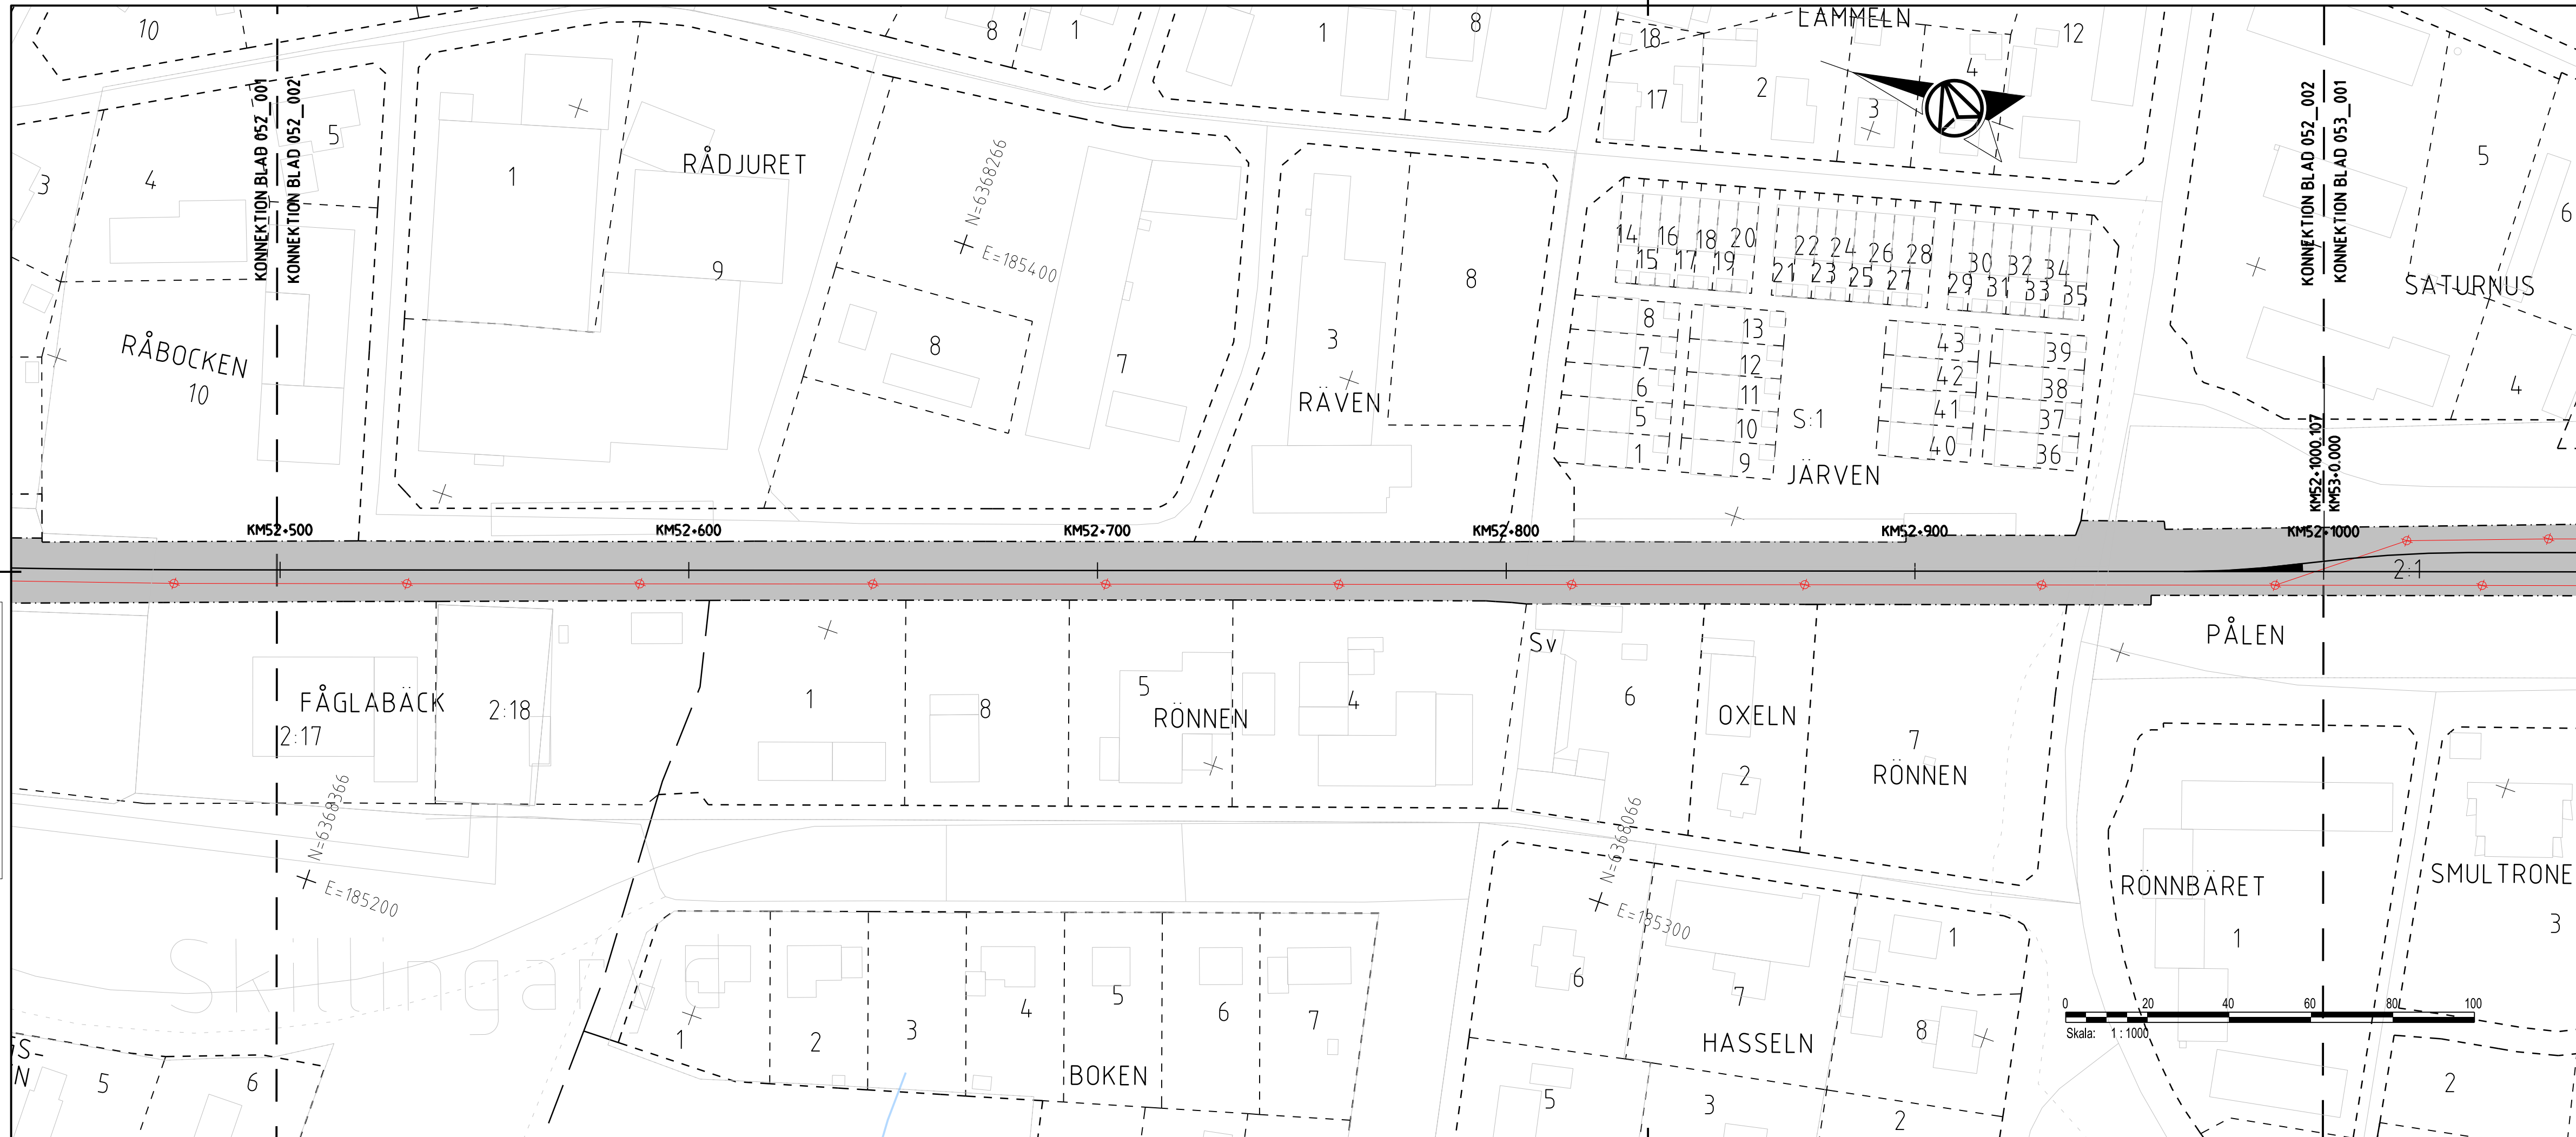 10
8
1
1
8
LAMMELN
18
12
17
2
3
4
5
6
4
SATURNUS
KONNEKTION BLAD 052_001
KONNEKTION BLAD 052_002
KONNEKTION BLAD 052_002
KONNEKTION BLAD 053_001
3
4
5
1
RÅDJURET
9
N=6368266
E=185400
8
7
8
3
RÄVEN
14 16 18 20
15 17 19
22 24 26 28
21 23 25 27
30 32 34
29 31 33 35
8
7
6
5
1
13
12
11
10
9
43
42
41
40
39
38
37
36
S:1
JÄRVEN
RÅBOCKEN
10
KM52+1000.107
KM53+0.000
KM52+500
KM52+600
KM52+700
KM52+800
KM52+900
KM52+1000
2:1
FÅGLABÄCK
2:17
2:18
1
8
5
RÖNNEN
4
Sv
6
OXELN
2
7
RÖNNEN
PÅLEN
N=6368366
E=185200
N=6368066
E=185300
RÖNNBÄRET
1
SMULTRONE
3
Skillingaryd
1
2
3
4
5
6
7
BOKEN
6
7
1
8
HASSELN
5
3
2
2
0 20 40 60 80 100
Skala: 1 : 1000
S-
N
5
6